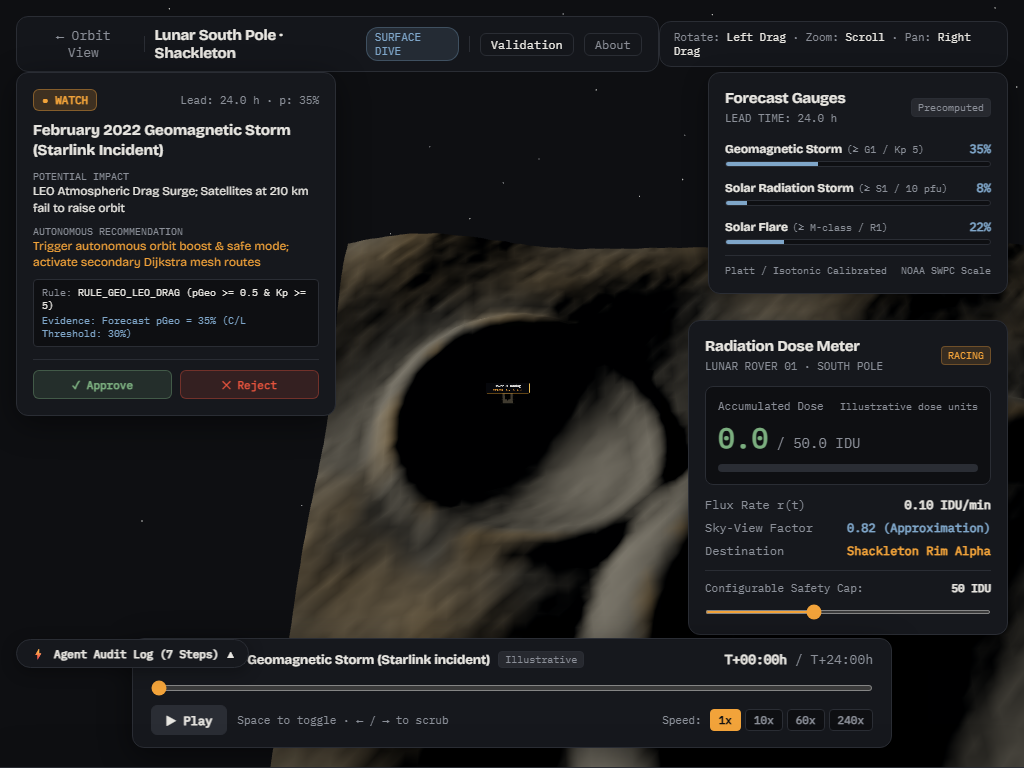 ← Orbit View
Lunar South Pole · Shackleton
SURFACE DIVE
Validation
About
Rotate: Left Drag · Zoom: Scroll · Pan: Right Drag
WATCH
Lead: 24.0 h · p: 35%
February 2022 Geomagnetic Storm
(Starlink Incident)
POTENTIAL IMPACT
LEO Atmospheric Drag Surge; Satellites at 210 km
fail to raise orbit
AUTONOMOUS RECOMMENDATION
Trigger autonomous orbit boost & safe mode;
activate secondary Dijkstra mesh routes
Rule: RULE_GEO_LEO_DRAG (pGeo >= 0.5 & Kp >=
5)
Evidence: Forecast pGeo = 35% (C/L
Threshold: 30%)
✓ Approve
✕ Reject
Forecast Gauges
LEAD TIME: 24.0 h
Precomputed
Geomagnetic Storm (≥ G1 / Kp 5) 35%
Solar Radiation Storm (≥ S1 / 10 pfu) 8%
Solar Flare (≥ M-class / R1) 22%
Platt / Isotonic Calibrated NOAA SWPC Scale
Radiation Dose Meter
LUNAR ROVER 01 · SOUTH POLE
RACING
Accumulated Dose Illustrative dose units
0.0 / 50.0 IDU
Flux Rate r(t) 0.10 IDU/min
Sky-View Factor 0.82 (Approximation)
Destination Shackleton Rim Alpha
Configurable Safety Cap: 50 IDU
Agent Audit Log (7 Steps) ▲
Geomagnetic Storm (Starlink incident)
Illustrative
T+00:00h / T+24:00h
▶ Play
Space to toggle · ← / → to scrub
Speed: 1x 10x 60x 240x